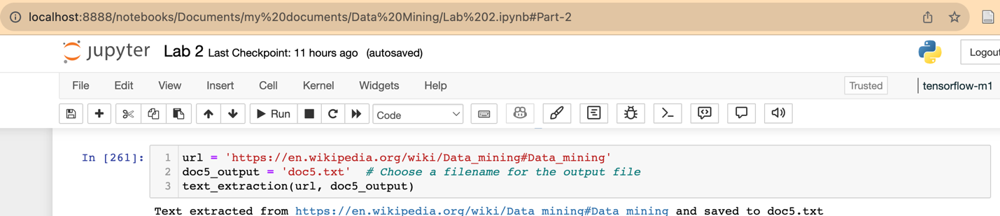 localhost:8888/notebooks/Documents/my%20documents/Data%20Mining/Lab%202.ipynb#Part-2
jupyter Lab 2 Last Checkpoint: 11 hours ago (autosaved)
Logout
File Edit View Insert Cell Kernel Widgets Help Trusted tensorflow-m1
Run Code
In [261]:
1 url = 'https://en.wikipedia.org/wiki/Data_mining#Data_mining'
2 doc5_output = 'doc5.txt'  # Choose a filename for the output file
3 text_extraction(url, doc5_output)
Text extracted from https://en.wikipedia.org/wiki/Data_mining#Data_mining and saved to doc5.txt